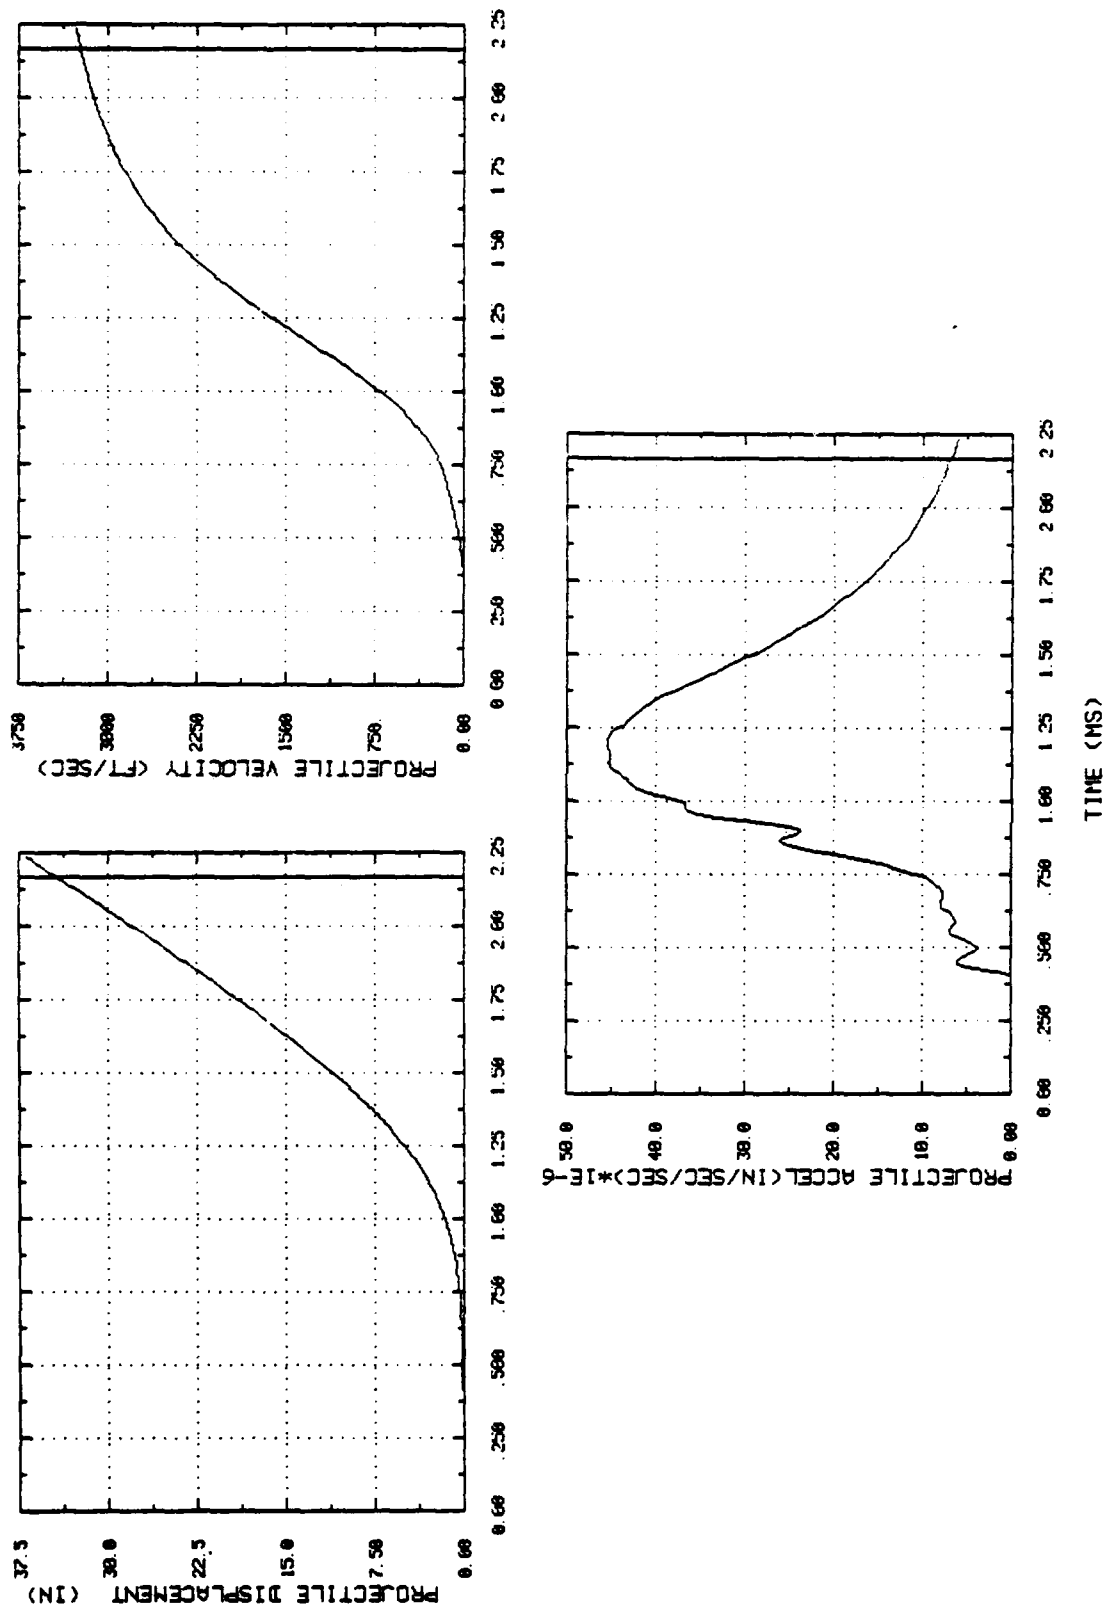 PROJECTILE DISPLACEMENT (IN)
37.5
30.0
22.5
15.0
7.50
0.00
0.00 .250 .500 .750 1.00 1.25 1.50 1.75 2.00 2.25
PROJECTILE VELOCITY (FT/SEC)
3750
3000
2250
1500
750.
0.00
0.00 .250 .500 .750 1.00 1.25 1.50 1.75 2.00 2.25
PROJECTILE ACCEL(IN/SEC/SEC)*1E-6
50.0
40.0
30.0
20.0
10.0
0.00
0.00 .250 .500 .750 1.00 1.25 1.50 1.75 2.00 2.25
TIME (MS)